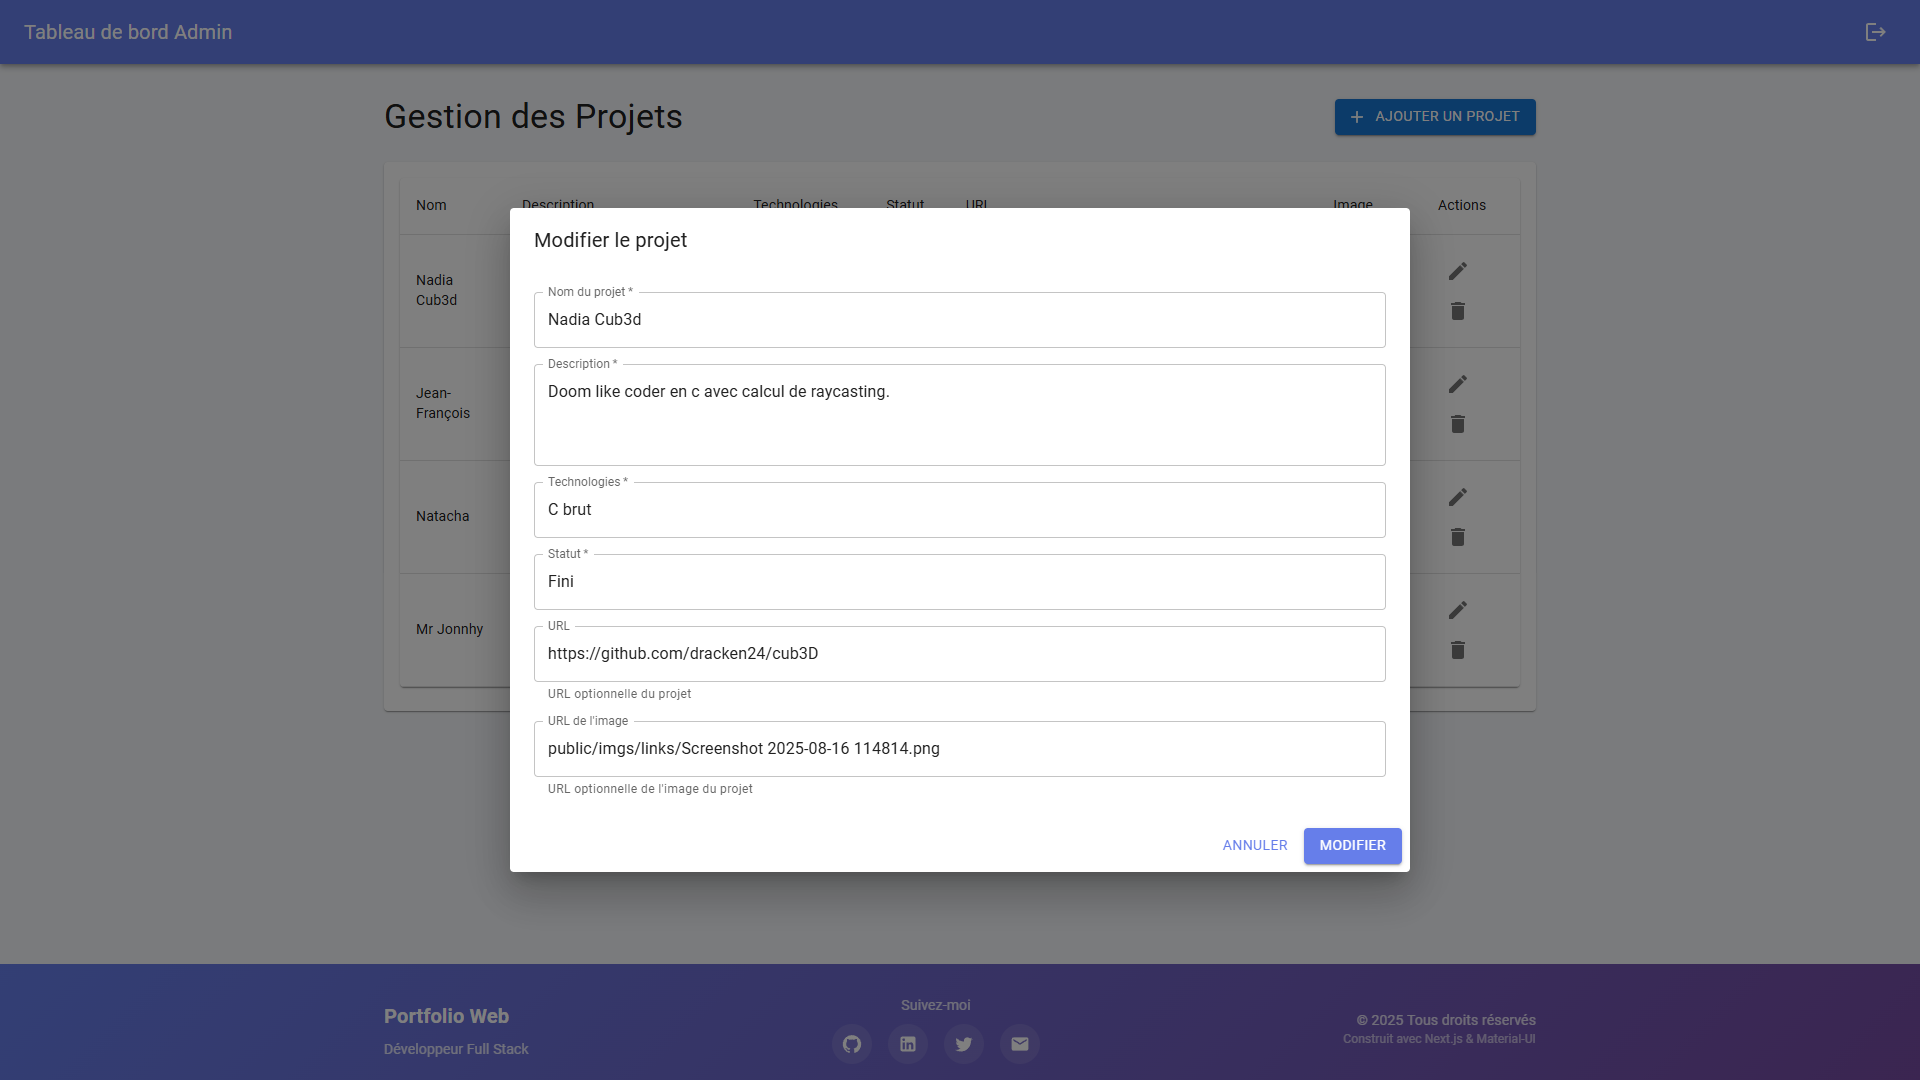 Tableau de bord Admin
Gestion des Projets
AJOUTER UN PROJET
Nom Description Technologies Statut URL Image Actions
Nadia
Cub3d
Jean-
François
Natacha
Mr Jonnhy
Modifier le projet
Nom du projet *
Nadia Cub3d
Description *
Doom like coder en c avec calcul de raycasting.
Technologies *
C brut
Statut *
Fini
URL
https://github.com/dracken24/cub3D
URL optionnelle du projet
URL de l'image
public/imgs/links/Screenshot 2025-08-16 114814.png
URL optionnelle de l'image du projet
ANNULER MODIFIER
Portfolio Web
Développeur Full Stack
Suivez-moi
© 2025 Tous droits réservés
Construit avec Next.js & Material-UI